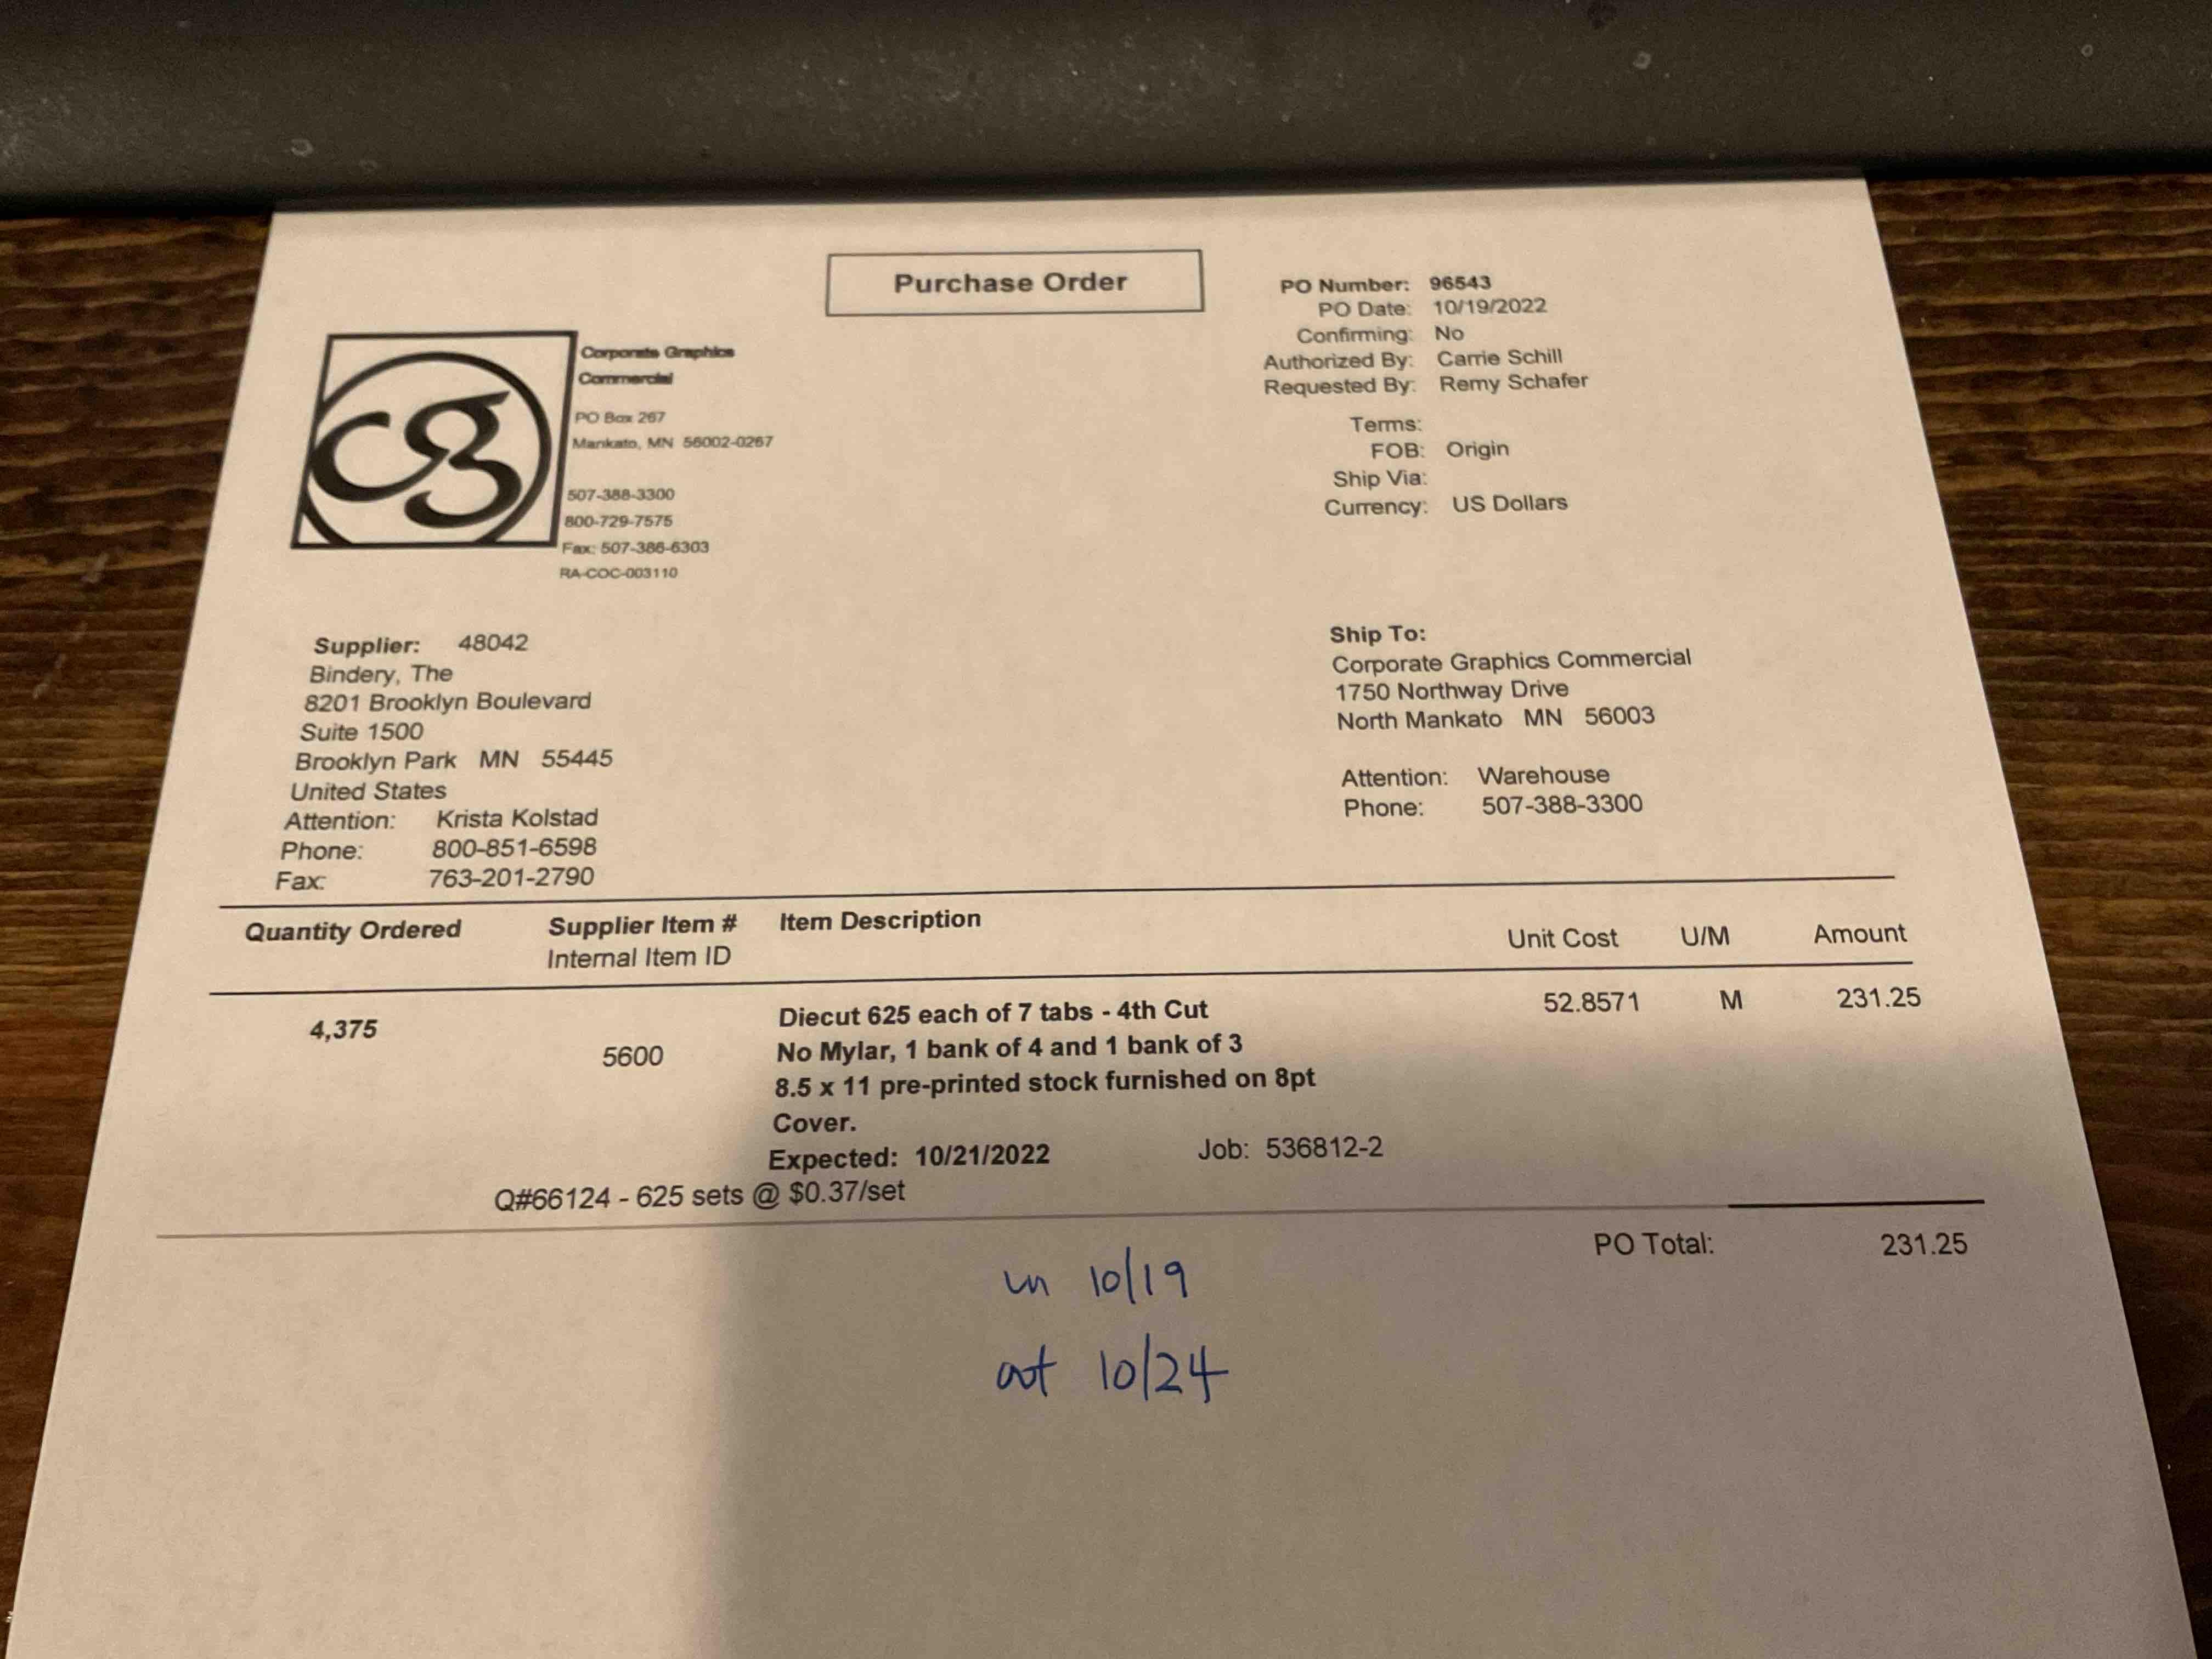 Purchase Order
PO Number: 96543
PO Date: 10/19/2022
Confirming: No
Authorized By: Carrie Schill
Requested By: Remy Schafer
Terms:
FOB: Origin
Ship Via:
Currency: US Dollars
cg
Corporate Graphics
Commercial
PO Box 267
Mankato, MN 56002-0267
507-388-3300
800-729-7575
Fax: 507-386-6303
RA-COC-003110
Supplier: 48042
Bindery, The
8201 Brooklyn Boulevard
Suite 1500
Brooklyn Park MN 55445
United States
Attention: Krista Kolstad
Phone: 800-851-6598
Fax: 763-201-2790
Ship To:
Corporate Graphics Commercial
1750 Northway Drive
North Mankato MN 56003
Attention: Warehouse
Phone: 507-388-3300
Quantity Ordered Supplier Item # Item Description Unit Cost U/M Amount
Internal Item ID
4,375 Diecut 625 each of 7 tabs - 4th Cut 52.8571 M 231.25
5600 No Mylar, 1 bank of 4 and 1 bank of 3
8.5 x 11 pre-printed stock furnished on 8pt
Cover.
Expected: 10/21/2022 Job: 536812-2
Q#66124 - 625 sets @ $0.37/set
PO Total: 231.25
in 10/19
out 10/24